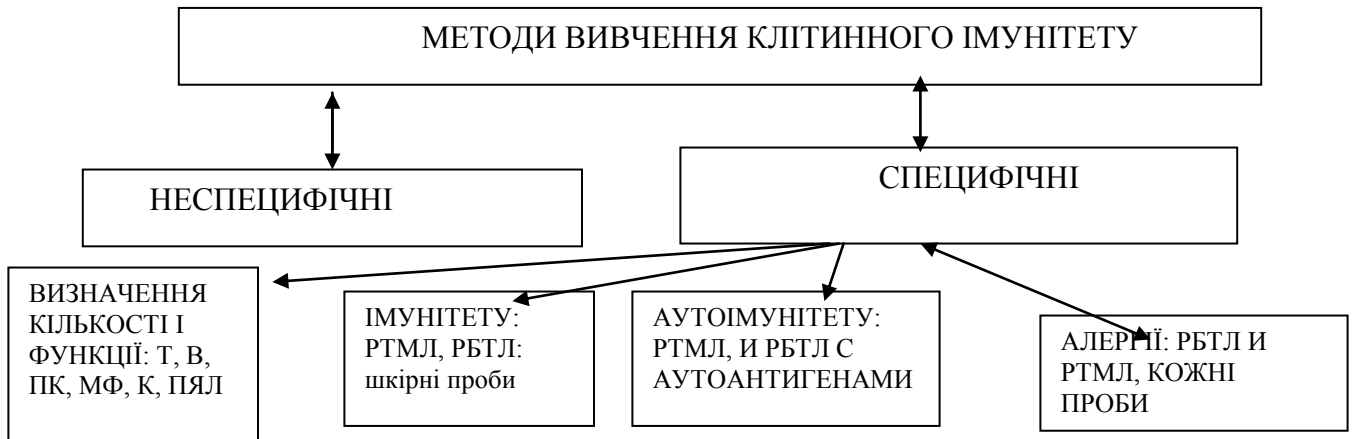 МЕТОДИ ВИВЧЕННЯ КЛІТИННОГО ІМУНІТЕТУ
НЕСПЕЦИФІЧНІ
СПЕЦИФІЧНІ
ВИЗНАЧЕННЯ
КІЛЬКОСТІ І
ФУНКЦІЇ: Т, В,
ПК, МФ, К, ПЯЛ
ІМУНІТЕТУ:
РТМЛ, РБТЛ:
шкірні проби
АУТОІМУНІТЕТУ:
РТМЛ, И РБТЛ С
АУТОАНТИГЕНАМИ
АЛЕРГІЇ: РБТЛ И
РТМЛ, КОЖНІ
ПРОБИ